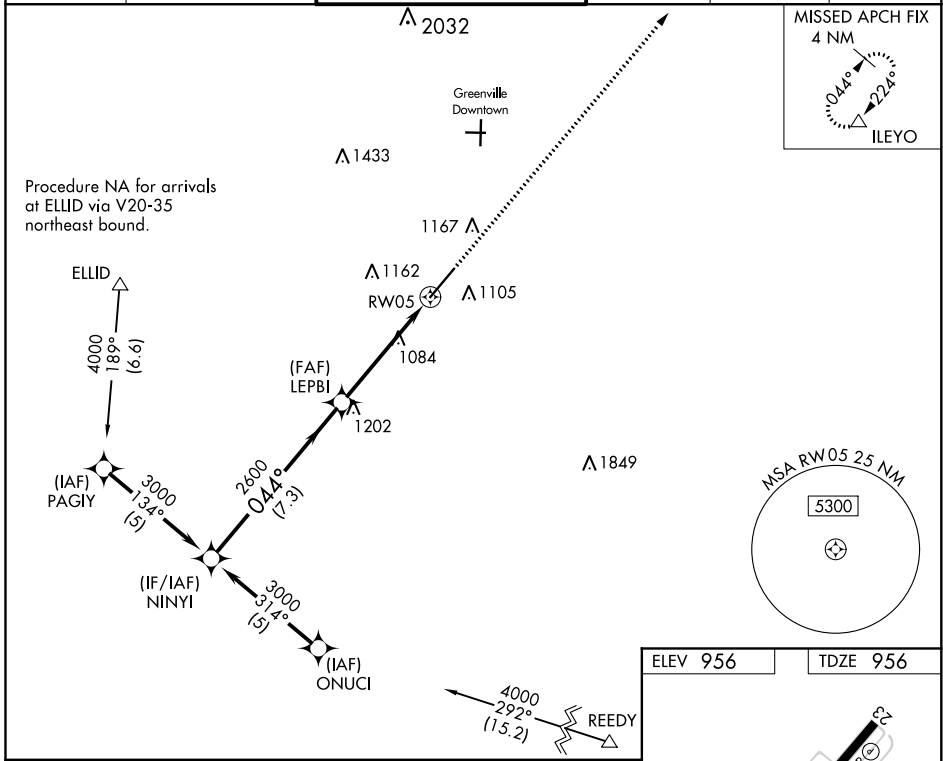 2032
MISSED APCH FIX
4 NM
044°
224°
ILEYO
Greenville
Downtown
1433
Procedure NA for arrivals
at ELLID via V20-35
northeast bound.
1167
ELLID
1162
RW05
1105
4000
189°
(6.6)
1084
(FAF)
LEPBI
1202
2600
044°
(7.3)
1849
(IAF)
PAGIY
3000
134°
(5)
MSA RW05 25 NM
5300
(IF/IAF)
NINYI
3000
314°
(5)
(IAF)
ONUCI
ELEV 956
TDZE 956
4000
292°
(15.2)
REEDY
23